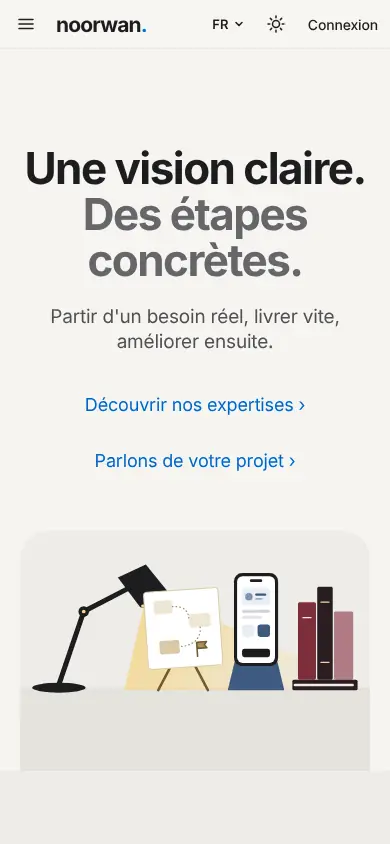 noorwan.
FR
Connexion
Une vision claire.
Des étapes
concrètes.
Partir d'un besoin réel, livrer vite,
améliorer ensuite.
Découvrir nos expertises ›
Parlons de votre projet ›